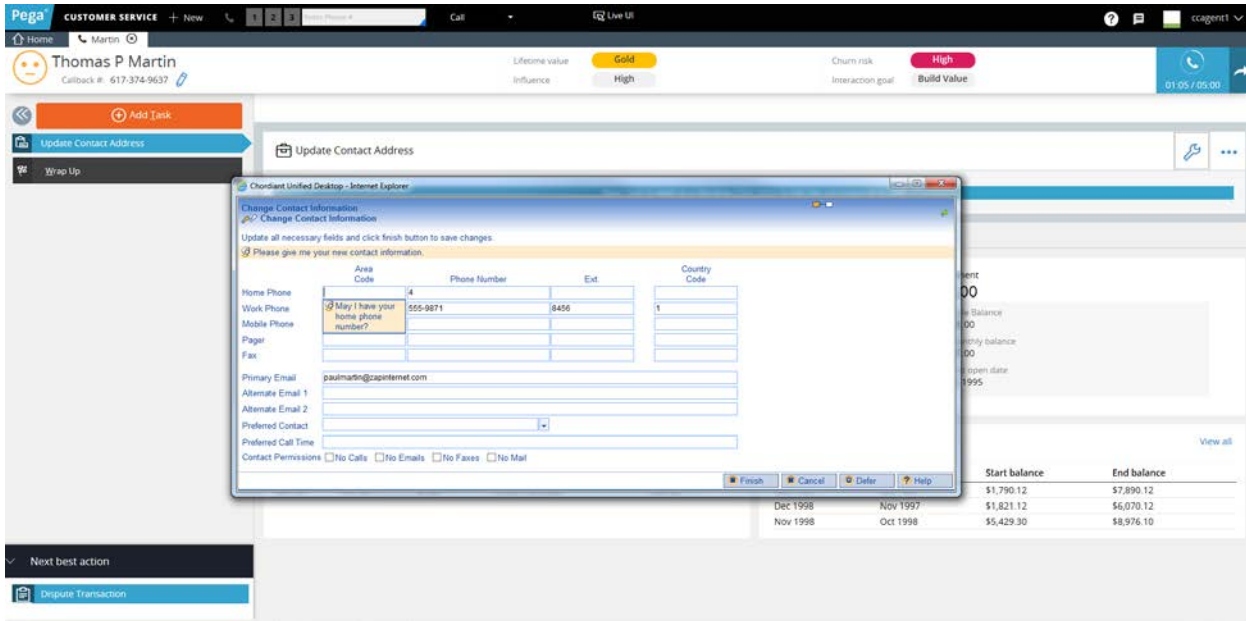 Pega CUSTOMER SERVICE + New 1 2 3 Call Live UI ? ccagent1
Home Martin
Thomas P Martin
Callback #: 617-374-9637
Lifetime value Gold
Influence High
Churn risk High
Interaction goal Build Value
01:05 / 05:00
Add Task
Update Contact Address
Wrap Up
Update Contact Address
Chordiant Unified Desktop - Internet Explorer
Change Contact Information
Change Contact Information
Update all necessary fields and click finish button to save changes.
Please give me your new contact information.
Area Code Phone Number Ext. Country Code
Home Phone 4
Work Phone 555-9871 6456 1
May I have your home phone number?
Mobile Phone
Pager
Fax
Primary Email paulmartin@zapinternet.com
Alternate Email 1
Alternate Email 2
Preferred Contact
Preferred Call Time
Contact Permissions No Calls No Emails No Faxes No Mail
Finish Cancel Defer ? Help
00
Balance
00
balance
00
open date
1995
View all
Start balance End balance
$1,790.12 $7,890.12
Dec 1998 Nov 1997 $1,821.12 $6,070.12
Nov 1998 Oct 1998 $5,429.30 $8,976.10
Next best action
Dispute Transaction